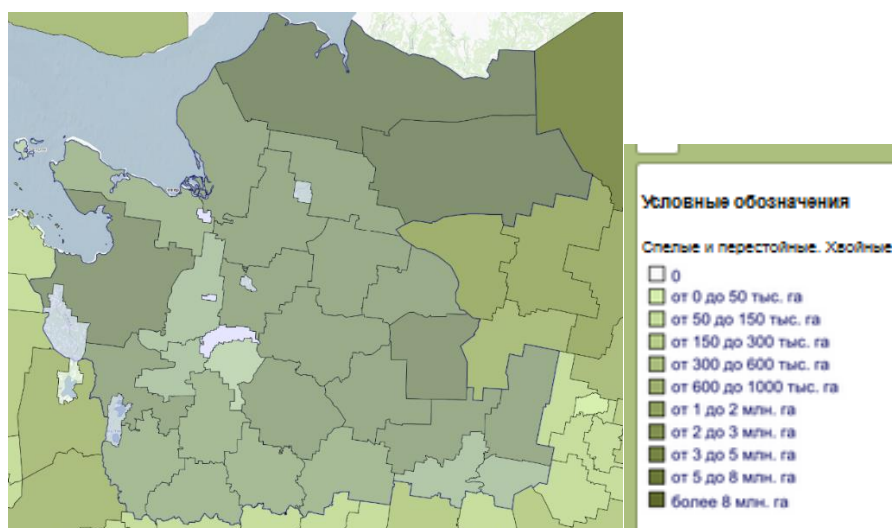 Условные обозначения
Спелые и перестойные. Хвойные
0
от 0 до 50 тыс. га
от 50 до 150 тыс. га
от 150 до 300 тыс. га
от 300 до 600 тыс. га
от 600 до 1000 тыс. га
от 1 до 2 млн. га
от 2 до 3 млн. га
от 3 до 5 млн. га
от 5 до 8 млн. га
более 8 млн. га